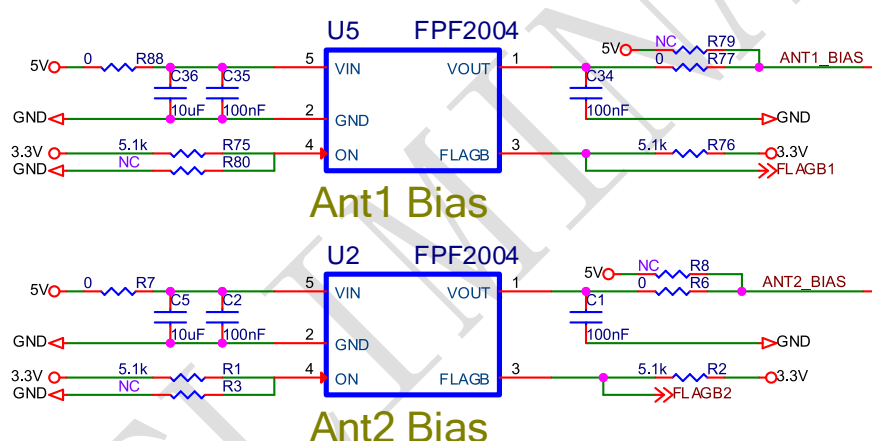 U5 FPF2004
5V 0 R88 5 VIN VOUT 1 5V NC R79
0 R77 ANT1_BIAS
C36 C35 C34
10uF 100nF 100nF
GND 2 GND GND
3.3V 5.1k R75 4 ON FLAGB 3 5.1k R76 3.3V
GND NC R80 FLAGB1
Ant1 Bias
U2 FPF2004
5V 0 R7 5 VIN VOUT 1 5V NC R8
0 R6 ANT2_BIAS
C5 C2 C1
10uF 100nF 100nF
GND 2 GND GND
3.3V 5.1k R1 4 ON FLAGB 3 5.1k R2 3.3V
GND NC R3 FLAGB2
Ant2 Bias